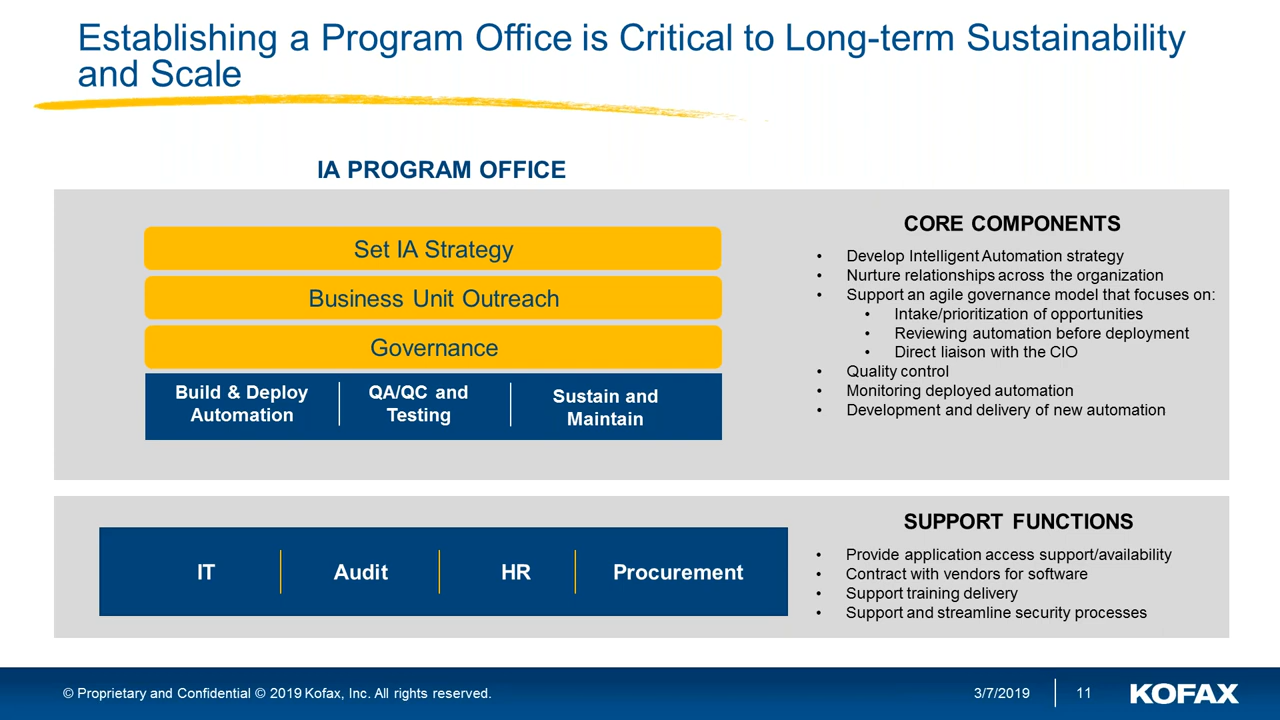 Establishing a Program Office is Critical to Long-term Sustainability
and Scale
IA PROGRAM OFFICE
Set IA Strategy
Business Unit Outreach
Governance
Build & Deploy
Automation
QA/QC and
Testing
Sustain and
Maintain
CORE COMPONENTS
• Develop Intelligent Automation strategy
• Nurture relationships across the organization
• Support an agile governance model that focuses on:
• Intake/prioritization of opportunities
• Reviewing automation before deployment
• Direct liaison with the CIO
• Quality control
• Monitoring deployed automation
• Development and delivery of new automation
IT
Audit
HR
Procurement
SUPPORT FUNCTIONS
• Provide application access support/availability
• Contract with vendors for software
• Support training delivery
• Support and streamline security processes
© Proprietary and Confidential © 2019 Kofax, Inc. All rights reserved.
3/7/2019
11
KOFAX